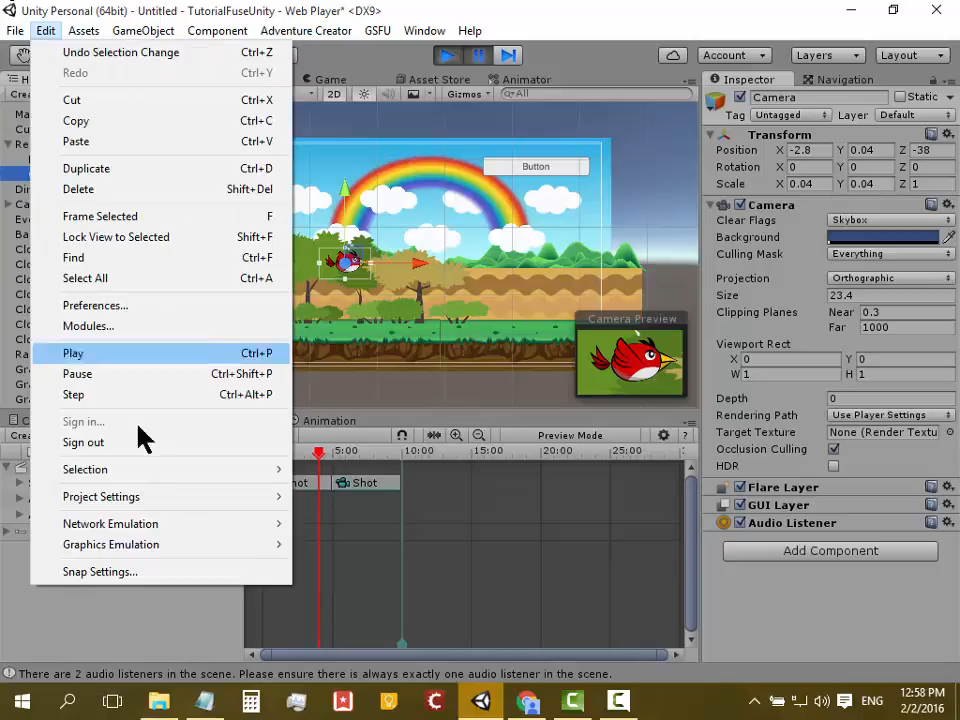 Unity Personal (64bit) - Untitled - TutorialFuseUnity - Web Player* <DX9>
File Edit Assets GameObject Component Adventure Creator GSFU Window Help
Account Layers Layout
Undo Selection Change Ctrl+Z
Redo Ctrl+Y
Cut Ctrl+X
Copy Ctrl+C
Paste Ctrl+V
Duplicate Ctrl+D
Delete Shift+Del
Frame Selected F
Lock View to Selected Shift+F
Find Ctrl+F
Select All Ctrl+A
Preferences...
Modules...
Play Ctrl+P
Pause Ctrl+Shift+P
Step Ctrl+Alt+P
Sign in...
Sign out
Selection
Project Settings
Network Emulation
Graphics Emulation
Snap Settings...
Game Asset Store Animator
2D Gizmos All
Button
Camera Preview
Animation
Preview Mode ?
5:00 10:00 15:00 20:00 25:00
Shot
Inspector Navigation
Camera Static
Tag Untagged Layer Default
Transform
Position X -2.8 Y 0.04 Z -38
Rotation X 0 Y 0 Z 0
Scale X 0.04 Y 0.04 Z 1
Camera
Clear Flags Skybox
Background
Culling Mask Everything
Projection Orthographic
Size 23.4
Clipping Planes Near 0.3
Far 1000
Viewport Rect
X 0 Y 0
W 1 H 1
Depth 0
Rendering Path Use Player Settings
Target Texture None (Render Textu
Occlusion Culling
HDR
Flare Layer
GUI Layer
Audio Listener
Add Component
There are 2 audio listeners in the scene. Please ensure there is always exactly one audio listener in the scene.
ENG
12:58 PM
2/2/2016